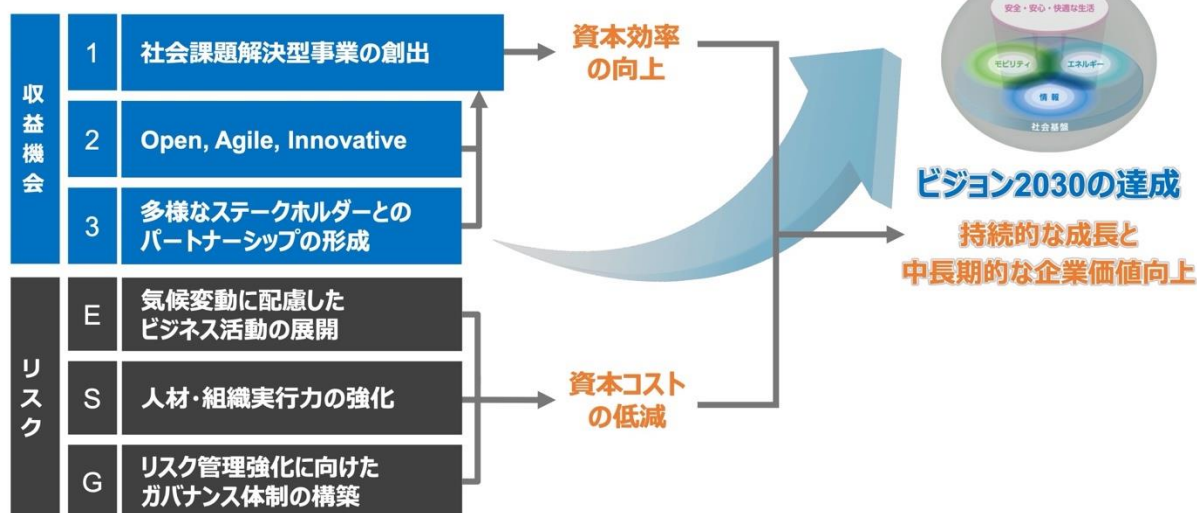 収益機会
1
社会課題解決型事業の創出
2
Open, Agile, Innovative
3
多様なステークホルダーとの
パートナーシップの形成
リスク
E
気候変動に配慮した
ビジネス活動の展開
S
人材・組織実行力の強化
G
リスク管理強化に向けた
ガバナンス体制の構築
資本効率
の向上
資本コスト
の低減
安全・安心・快適な生活
モビリティ
エネルギー
情報
社会基盤
ビジョン2030の達成
持続的な成長と
中長期的な企業価値向上